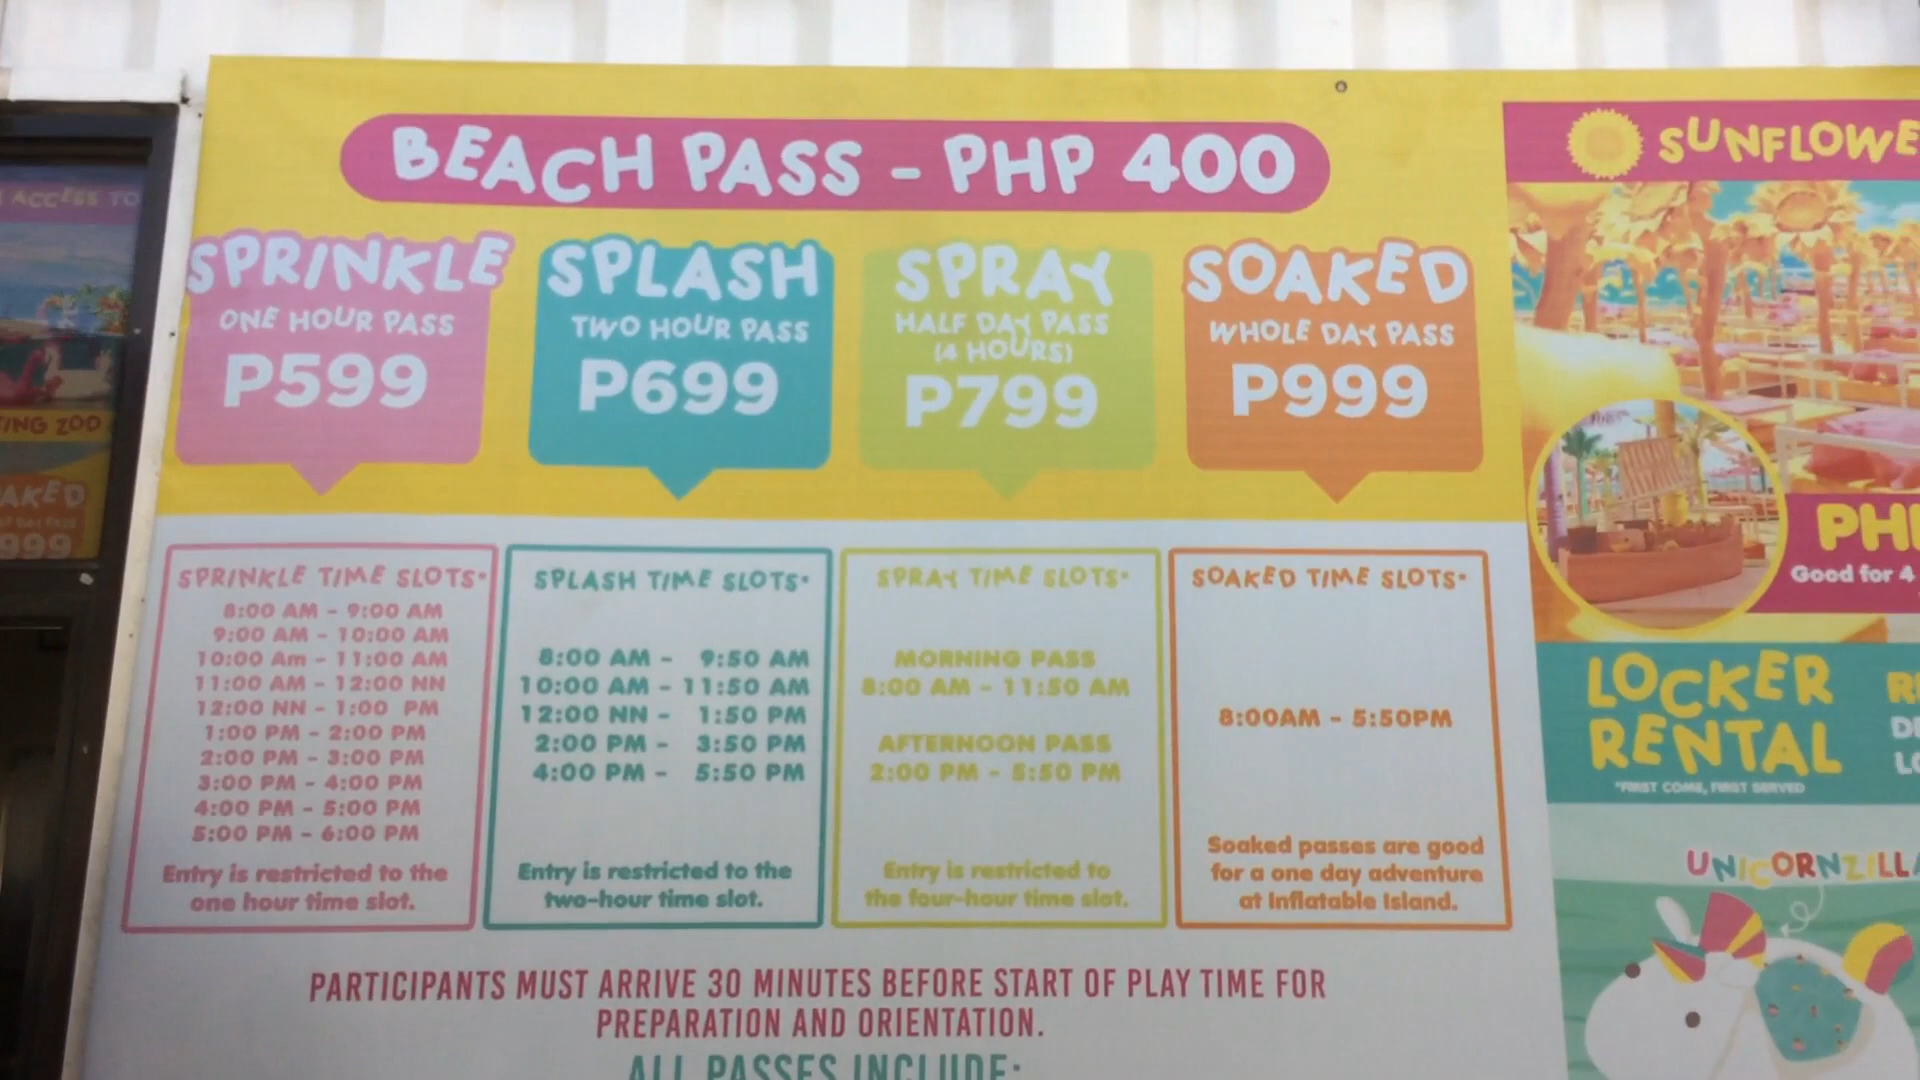 BEACH PASS - PHP 400
SPRINKLE
ONE HOUR PASS
P599
SPLASH
TWO HOUR PASS
P699
SPRAY
HALF DAY PASS
(4 HOURS)
P799
SOAKED
WHOLE DAY PASS
P999
SPRINKLE TIME SLOTS*
8:00 AM - 9:00 AM
9:00 AM - 10:00 AM
10:00 Am - 11:00 AM
11:00 AM - 12:00 NN
12:00 NN - 1:00 PM
1:00 PM - 2:00 PM
2:00 PM - 3:00 PM
3:00 PM - 4:00 PM
4:00 PM - 5:00 PM
5:00 PM - 6:00 PM
Entry is restricted to the
one hour time slot.
SPLASH TIME SLOTS*
8:00 AM - 9:50 AM
10:00 AM - 11:50 AM
12:00 NN - 1:50 PM
2:00 PM - 3:50 PM
4:00 PM - 5:50 PM
Entry is restricted to the
two-hour time slot.
SPRAY TIME SLOTS*
MORNING PASS
8:00 AM - 11:50 AM
AFTERNOON PASS
2:00 PM - 5:50 PM
Entry is restricted to
the four-hour time slot.
SOAKED TIME SLOTS*
8:00AM - 5:50PM
Soaked passes are good
for a one day adventure
at Inflatable Island.
PARTICIPANTS MUST ARRIVE 30 MINUTES BEFORE START OF PLAY TIME FOR
PREPARATION AND ORIENTATION.
ALL PASSES INCLUDE:
SUNFLOWE
PH
Good for 4
LOCKER
RENTAL
*FIRST COME, FIRST SERVED
UNICORNZILLA
ACCESS TO
TING ZOO
AKED
999